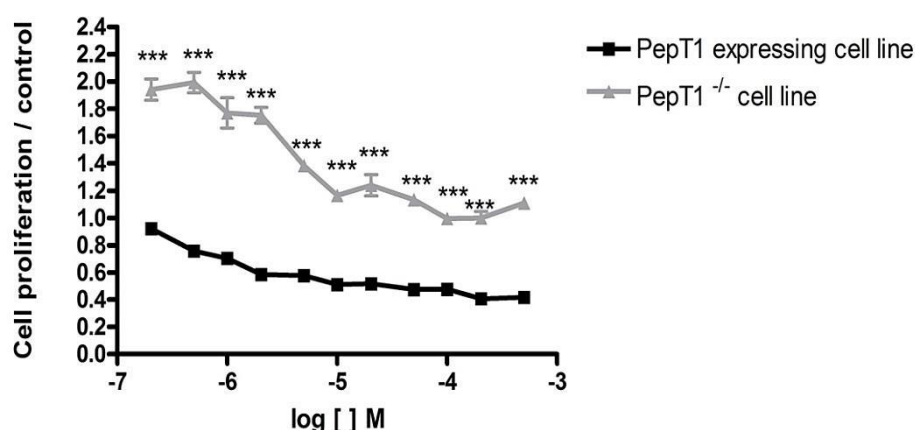 Cell proliferation / control
2.4
2.2
2.0
1.8
1.6
1.4
1.2
1.0
0.8
0.6
0.4
0.2
0.0
*** *** *** *** *** *** *** *** *** *** ***
-7 -6 -5 -4 -3
log [ ] M
PepT1 expressing cell line
PepT1 -/- cell line